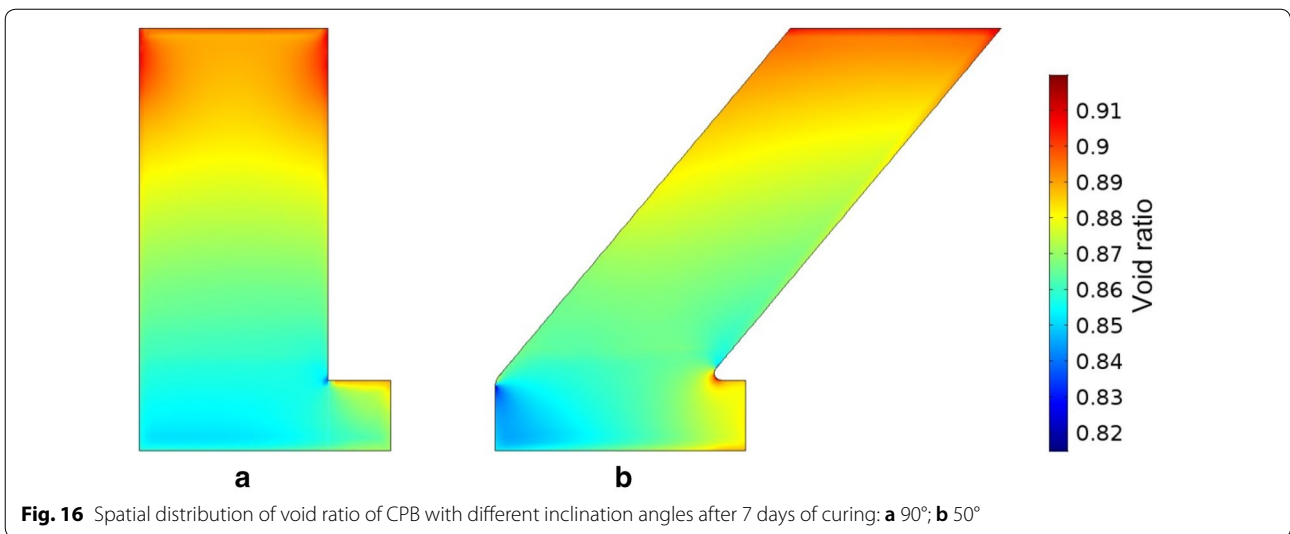 0.91
0.9
0.89
0.88
0.87
0.86
0.85
0.84
0.83
0.82
Void ratio
a
b
Fig. 16 Spatial distribution of void ratio of CPB with different inclination angles after 7 days of curing: a 90°; b 50°